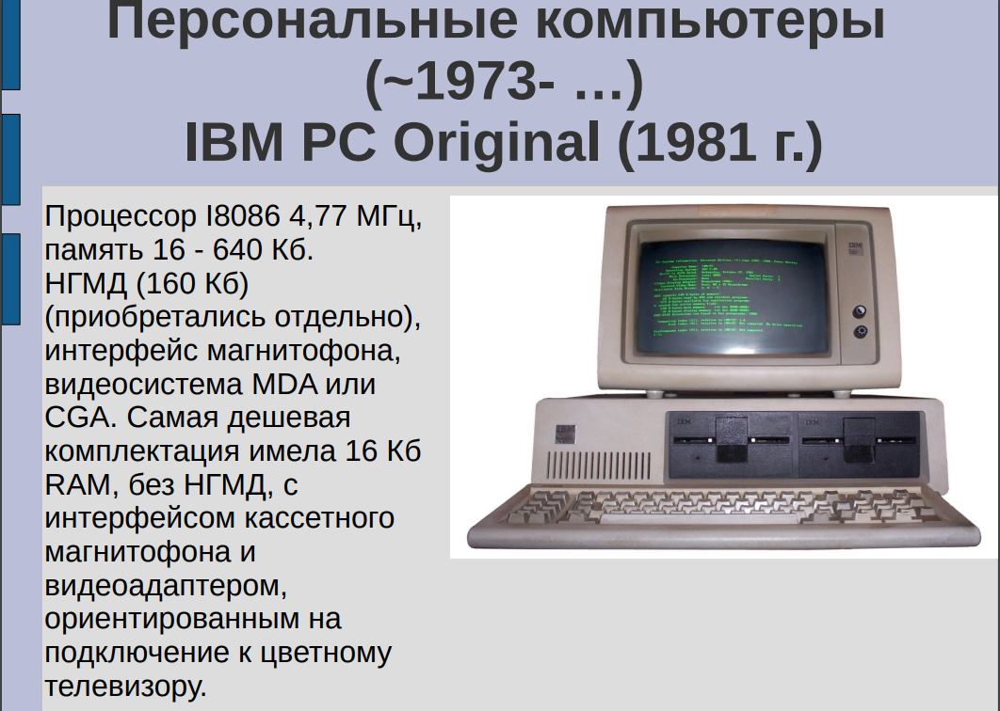 Персональные компьютеры
(~1973- …)
IBM PC Original (1981 г.)
Процессор I8086 4,77 МГц,
память 16 - 640 Кб.
НГМД (160 Кб)
(приобретались отдельно),
интерфейс магнитофона,
видеосистема MDA или
CGA. Самая дешевая
комплектация имела 16 Кб
RAM, без НГМД, с
интерфейсом кассетного
магнитофона и
видеоадаптером,
ориентированным на
подключение к цветному
телевизору.
IBM
IBM
IBM